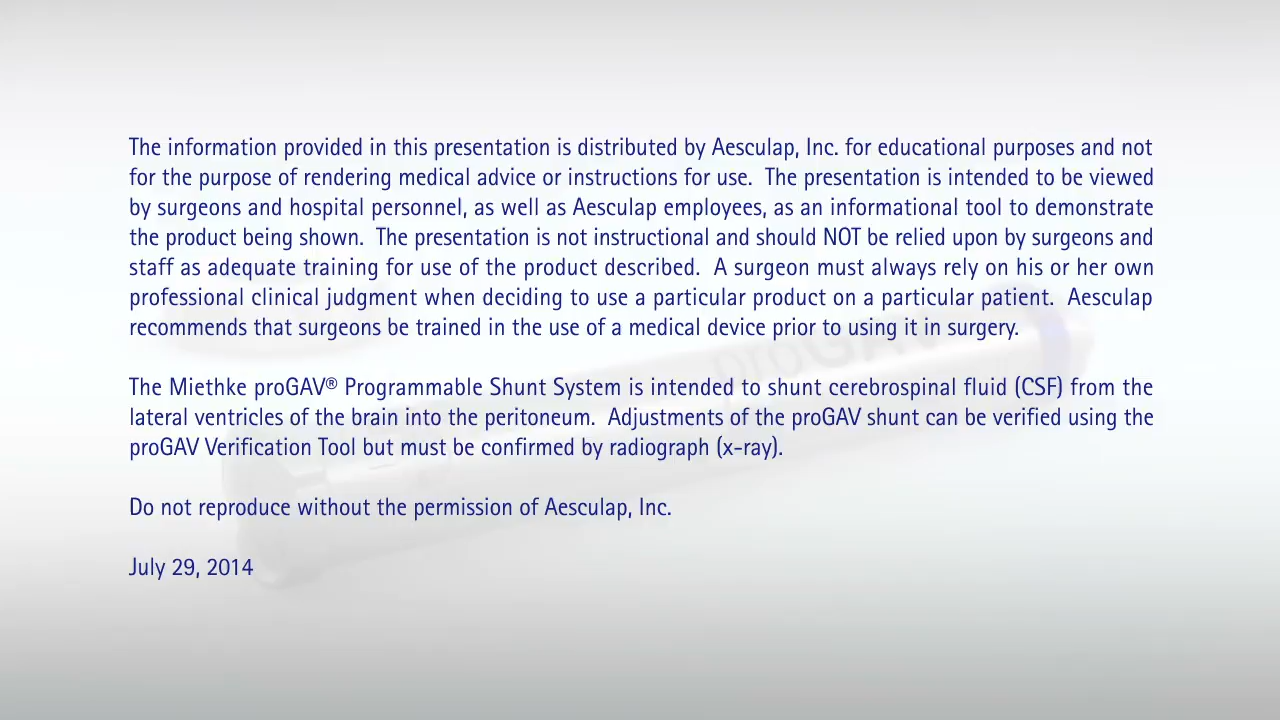 The information provided in this presentation is distributed by Aesculap, Inc. for educational purposes and not
for the purpose of rendering medical advice or instructions for use. The presentation is intended to be viewed
by surgeons and hospital personnel, as well as Aesculap employees, as an informational tool to demonstrate
the product being shown. The presentation is not instructional and should NOT be relied upon by surgeons and
staff as adequate training for use of the product described. A surgeon must always rely on his or her own
professional clinical judgment when deciding to use a particular product on a particular patient. Aesculap
recommends that surgeons be trained in the use of a medical device prior to using it in surgery.
proGAV
The Miethke proGAV® Programmable Shunt System is intended to shunt cerebrospinal fluid (CSF) from the
lateral ventricles of the brain into the peritoneum. Adjustments of the proGAV shunt can be verified using the
proGAV Verification Tool but must be confirmed by radiograph (x-ray).
Do not reproduce without the permission of Aesculap, Inc.
July 29, 2014